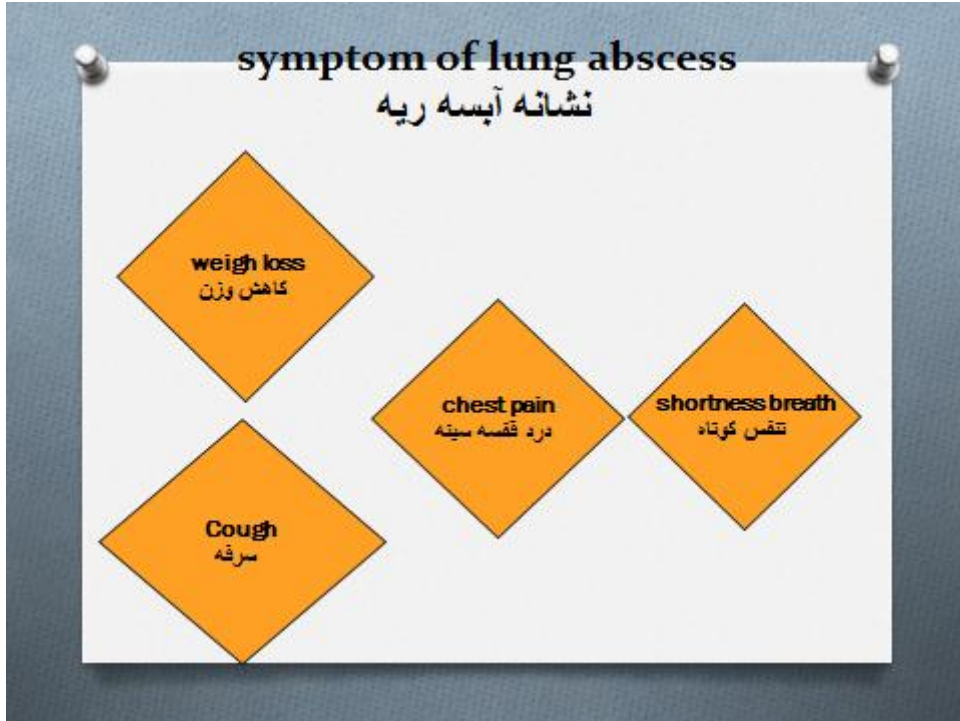 symptom of lung abscess
نشانه آبسه ریه
weigh loss
کاهش وزن
chest pain
درد قفسه سینه
shortness breath
تنفس کوتاه
Cough
سرفه